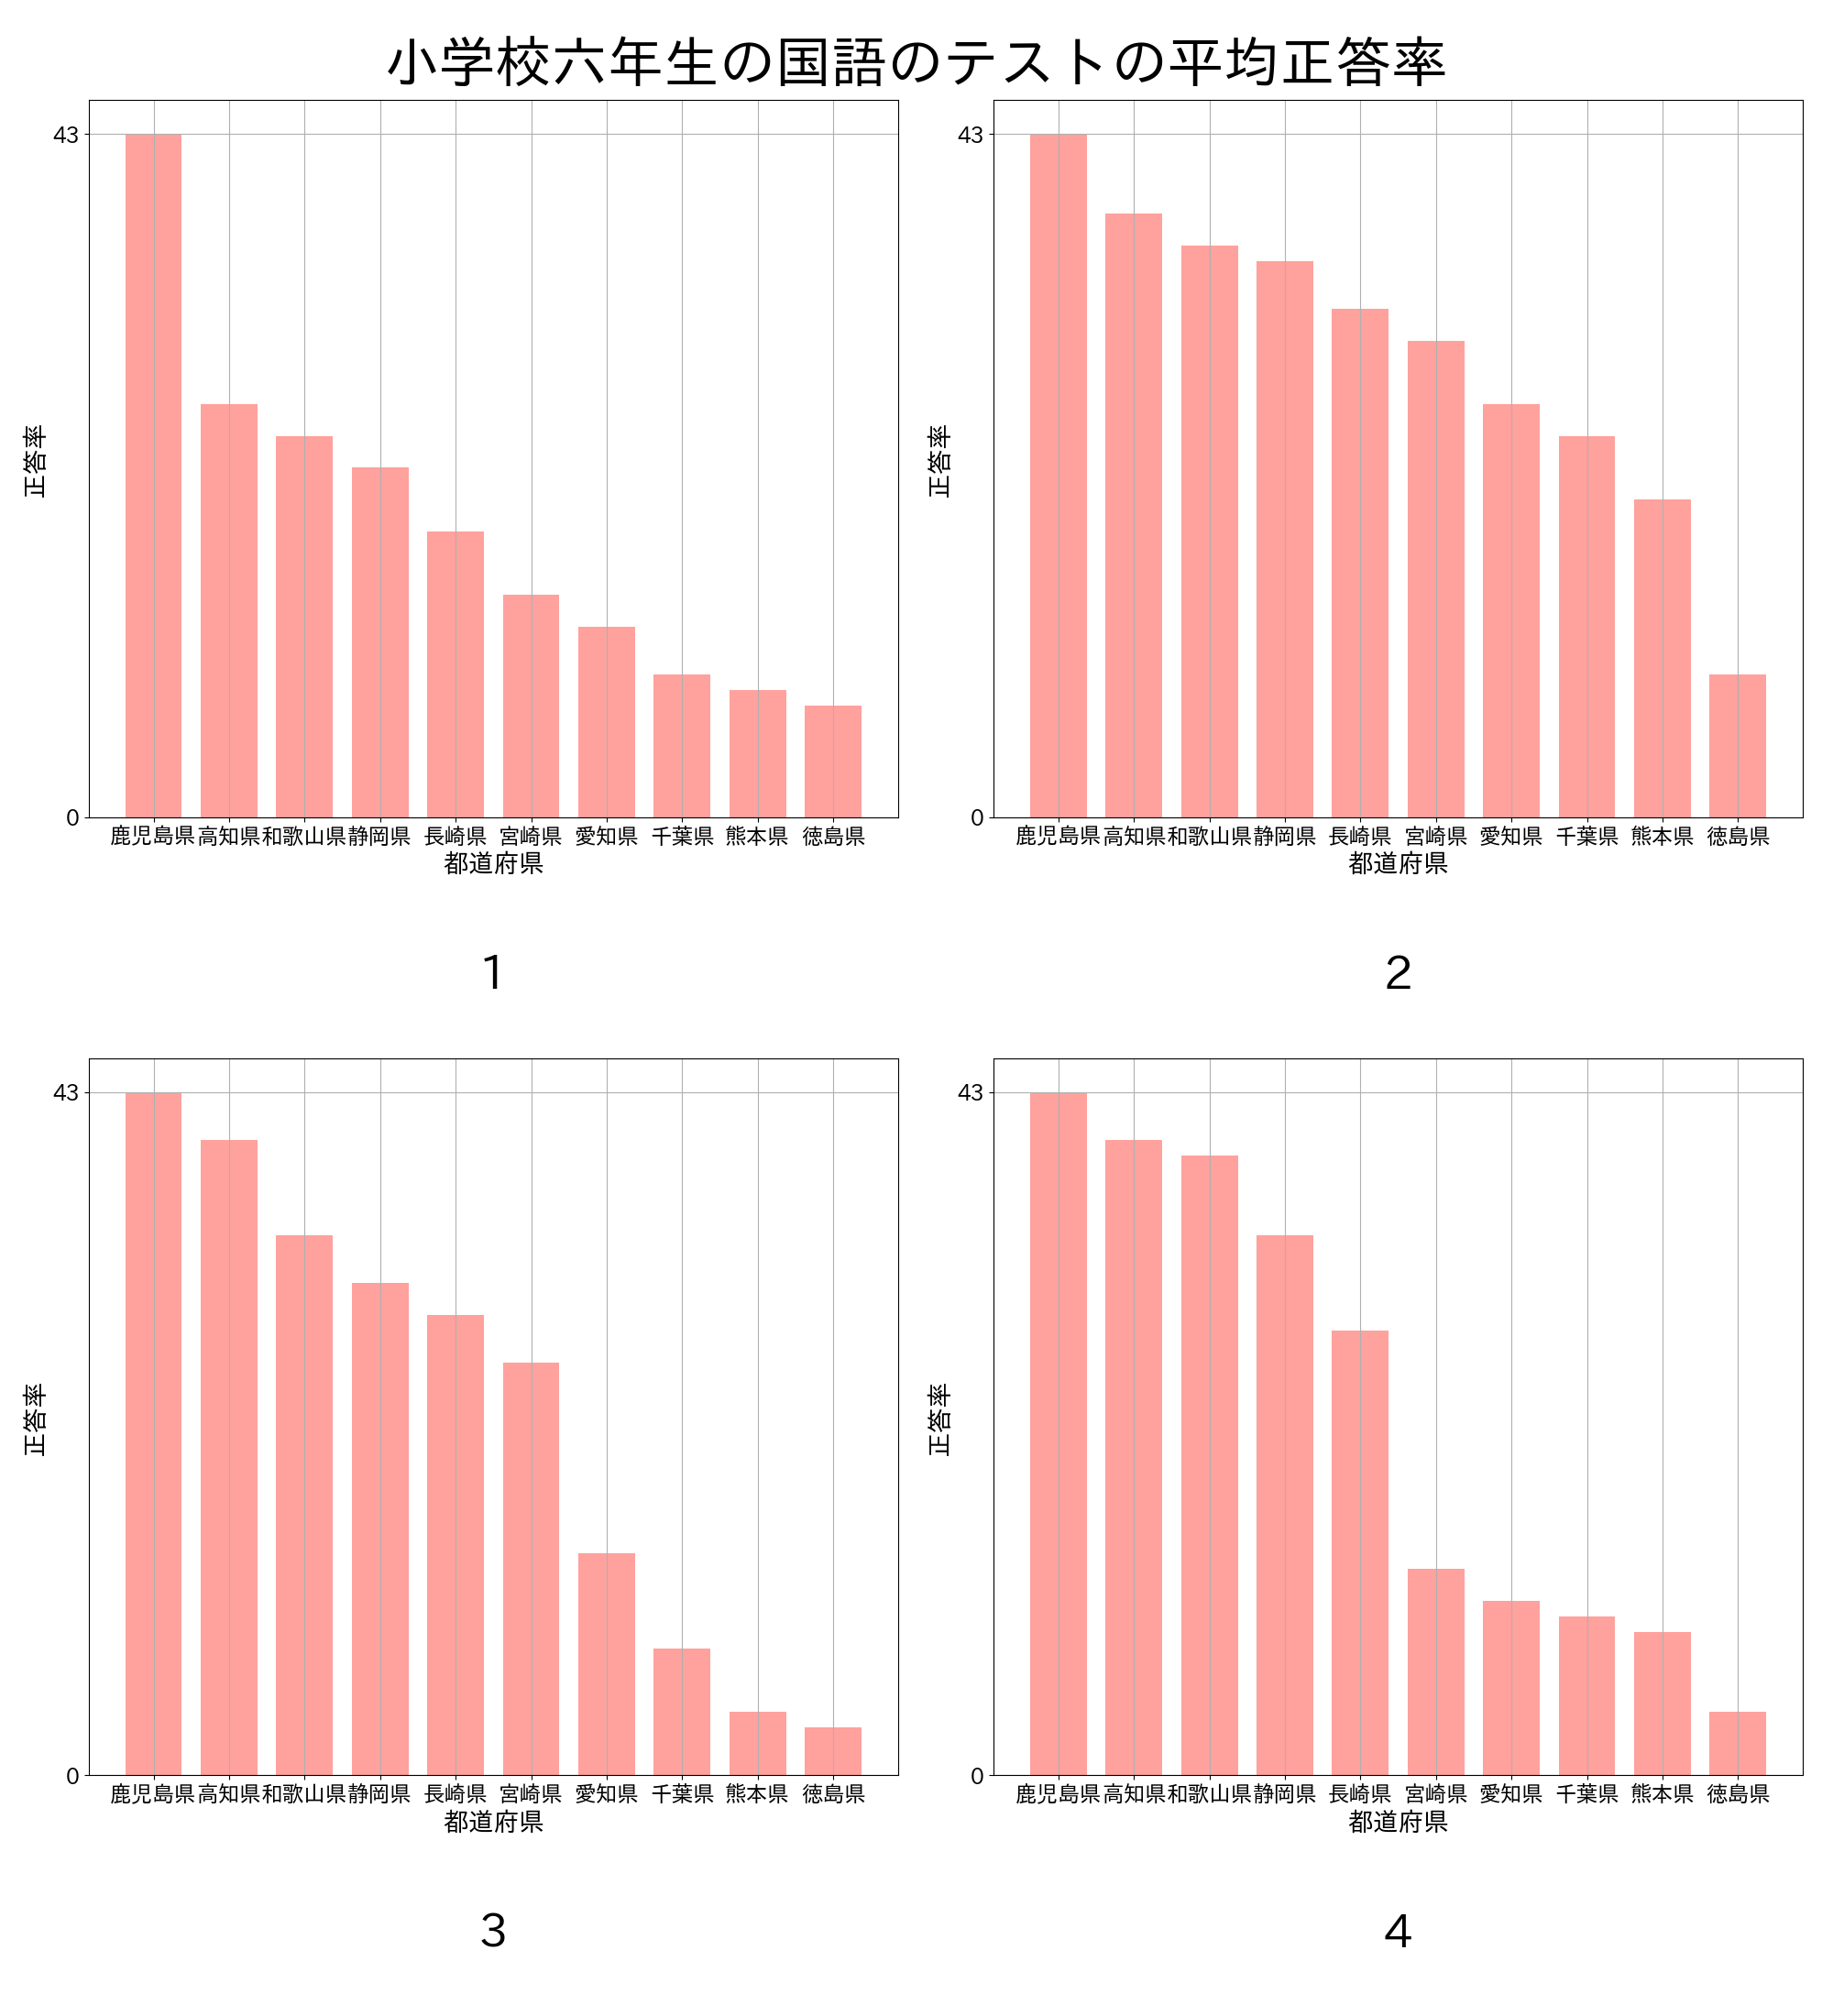 小学校六年生の国語のテストの平均正答率
43
0
正答率
鹿児島県 高知県 和歌山県 静岡県 長崎県 宮崎県 愛知県 千葉県 熊本県 徳島県
都道府県
1
43
0
正答率
鹿児島県 高知県 和歌山県 静岡県 長崎県 宮崎県 愛知県 千葉県 熊本県 徳島県
都道府県
2
43
0
正答率
鹿児島県 高知県 和歌山県 静岡県 長崎県 宮崎県 愛知県 千葉県 熊本県 徳島県
都道府県
3
43
0
正答率
鹿児島県 高知県 和歌山県 静岡県 長崎県 宮崎県 愛知県 千葉県 熊本県 徳島県
都道府県
4